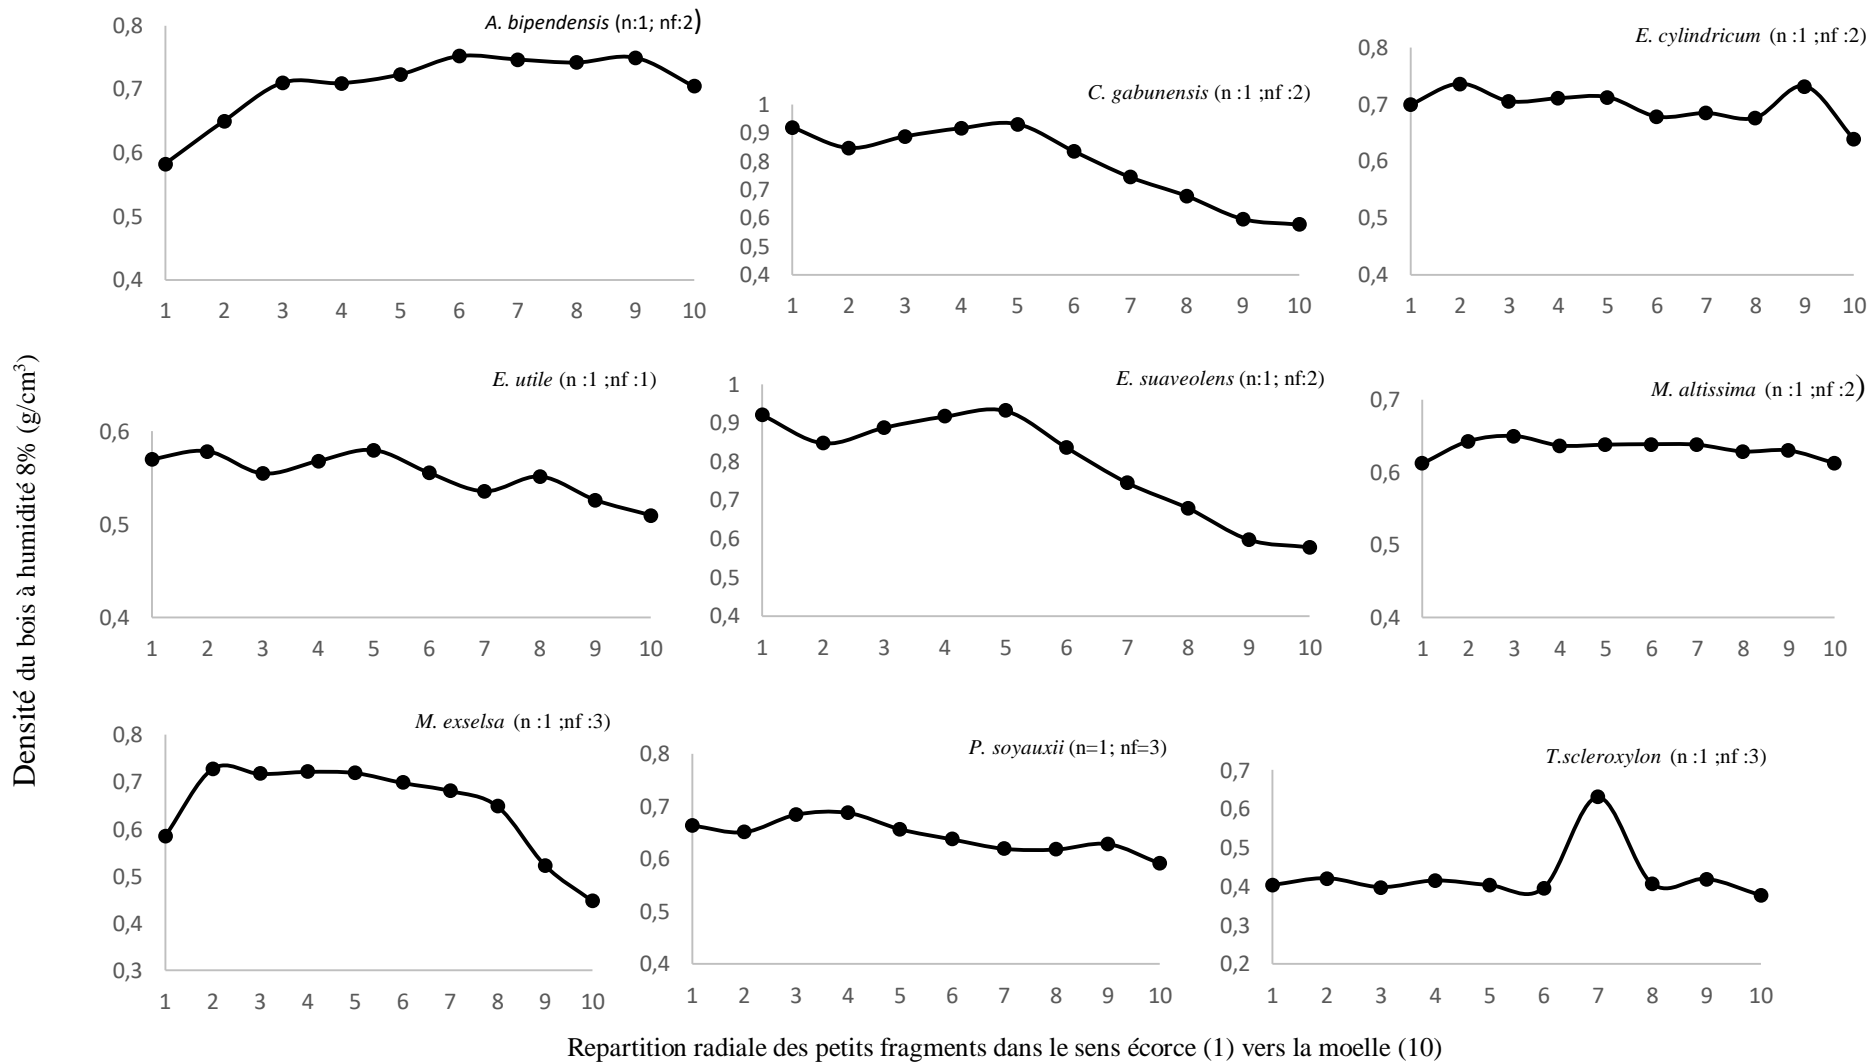 Densité du bois à humidité 8% (g/cm³)
A. bipendensis (n:1; nf:2)
0,8
0,7
0,6
0,5
0,4
1 2 3 4 5 6 7 8 9 10
C. gabunensis (n :1 ;nf :2)
1
0,9
0,8
0,7
0,6
0,5
0,4
1 2 3 4 5 6 7 8 9 10
E. cylindricum (n :1 ;nf :2)
0,8
0,7
0,6
0,5
0,4
1 2 3 4 5 6 7 8 9 10
E. utile (n :1 ;nf :1)
0,6
0,5
0,4
1 2 3 4 5 6 7 8 9 10
E. suaveolens (n:1; nf:2)
1
0,9
0,8
0,7
0,6
0,5
0,4
1 2 3 4 5 6 7 8 9 10
M. altissima (n :1 ;nf :2)
0,7
0,6
0,5
0,4
1 2 3 4 5 6 7 8 9 10
M. exselsa (n :1 ;nf :3)
0,8
0,7
0,6
0,5
0,4
0,3
1 2 3 4 5 6 7 8 9 10
P. soyauxii (n=1; nf=3)
0,8
0,7
0,6
0,5
0,4
1 2 3 4 5 6 7 8 9 10
T.scleroxylon (n :1 ;nf :3)
0,7
0,6
0,5
0,4
0,3
0,2
1 2 3 4 5 6 7 8 9 10
Repartition radiale des petits fragments dans le sens écorce (1) vers la moelle (10)